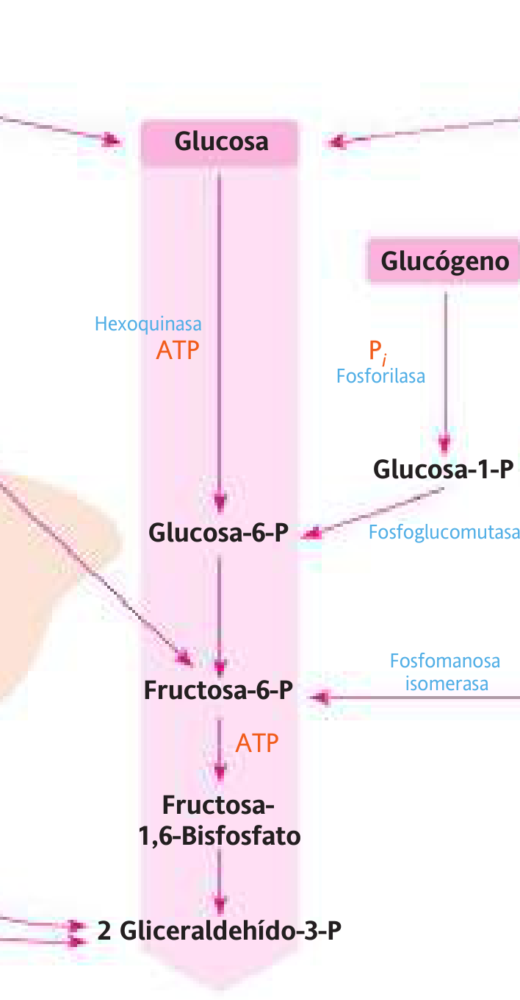 Glucosa
Glucógeno
Hexoquinasa
ATP
Pi
Fosforilasa
Glucosa-1-P
Glucosa-6-P
Fosfoglucomutasa
Fosfomanosa
isomerasa
Fructosa-6-P
ATP
Fructosa-
1,6-Bisfosfato
2 Gliceraldehído-3-P